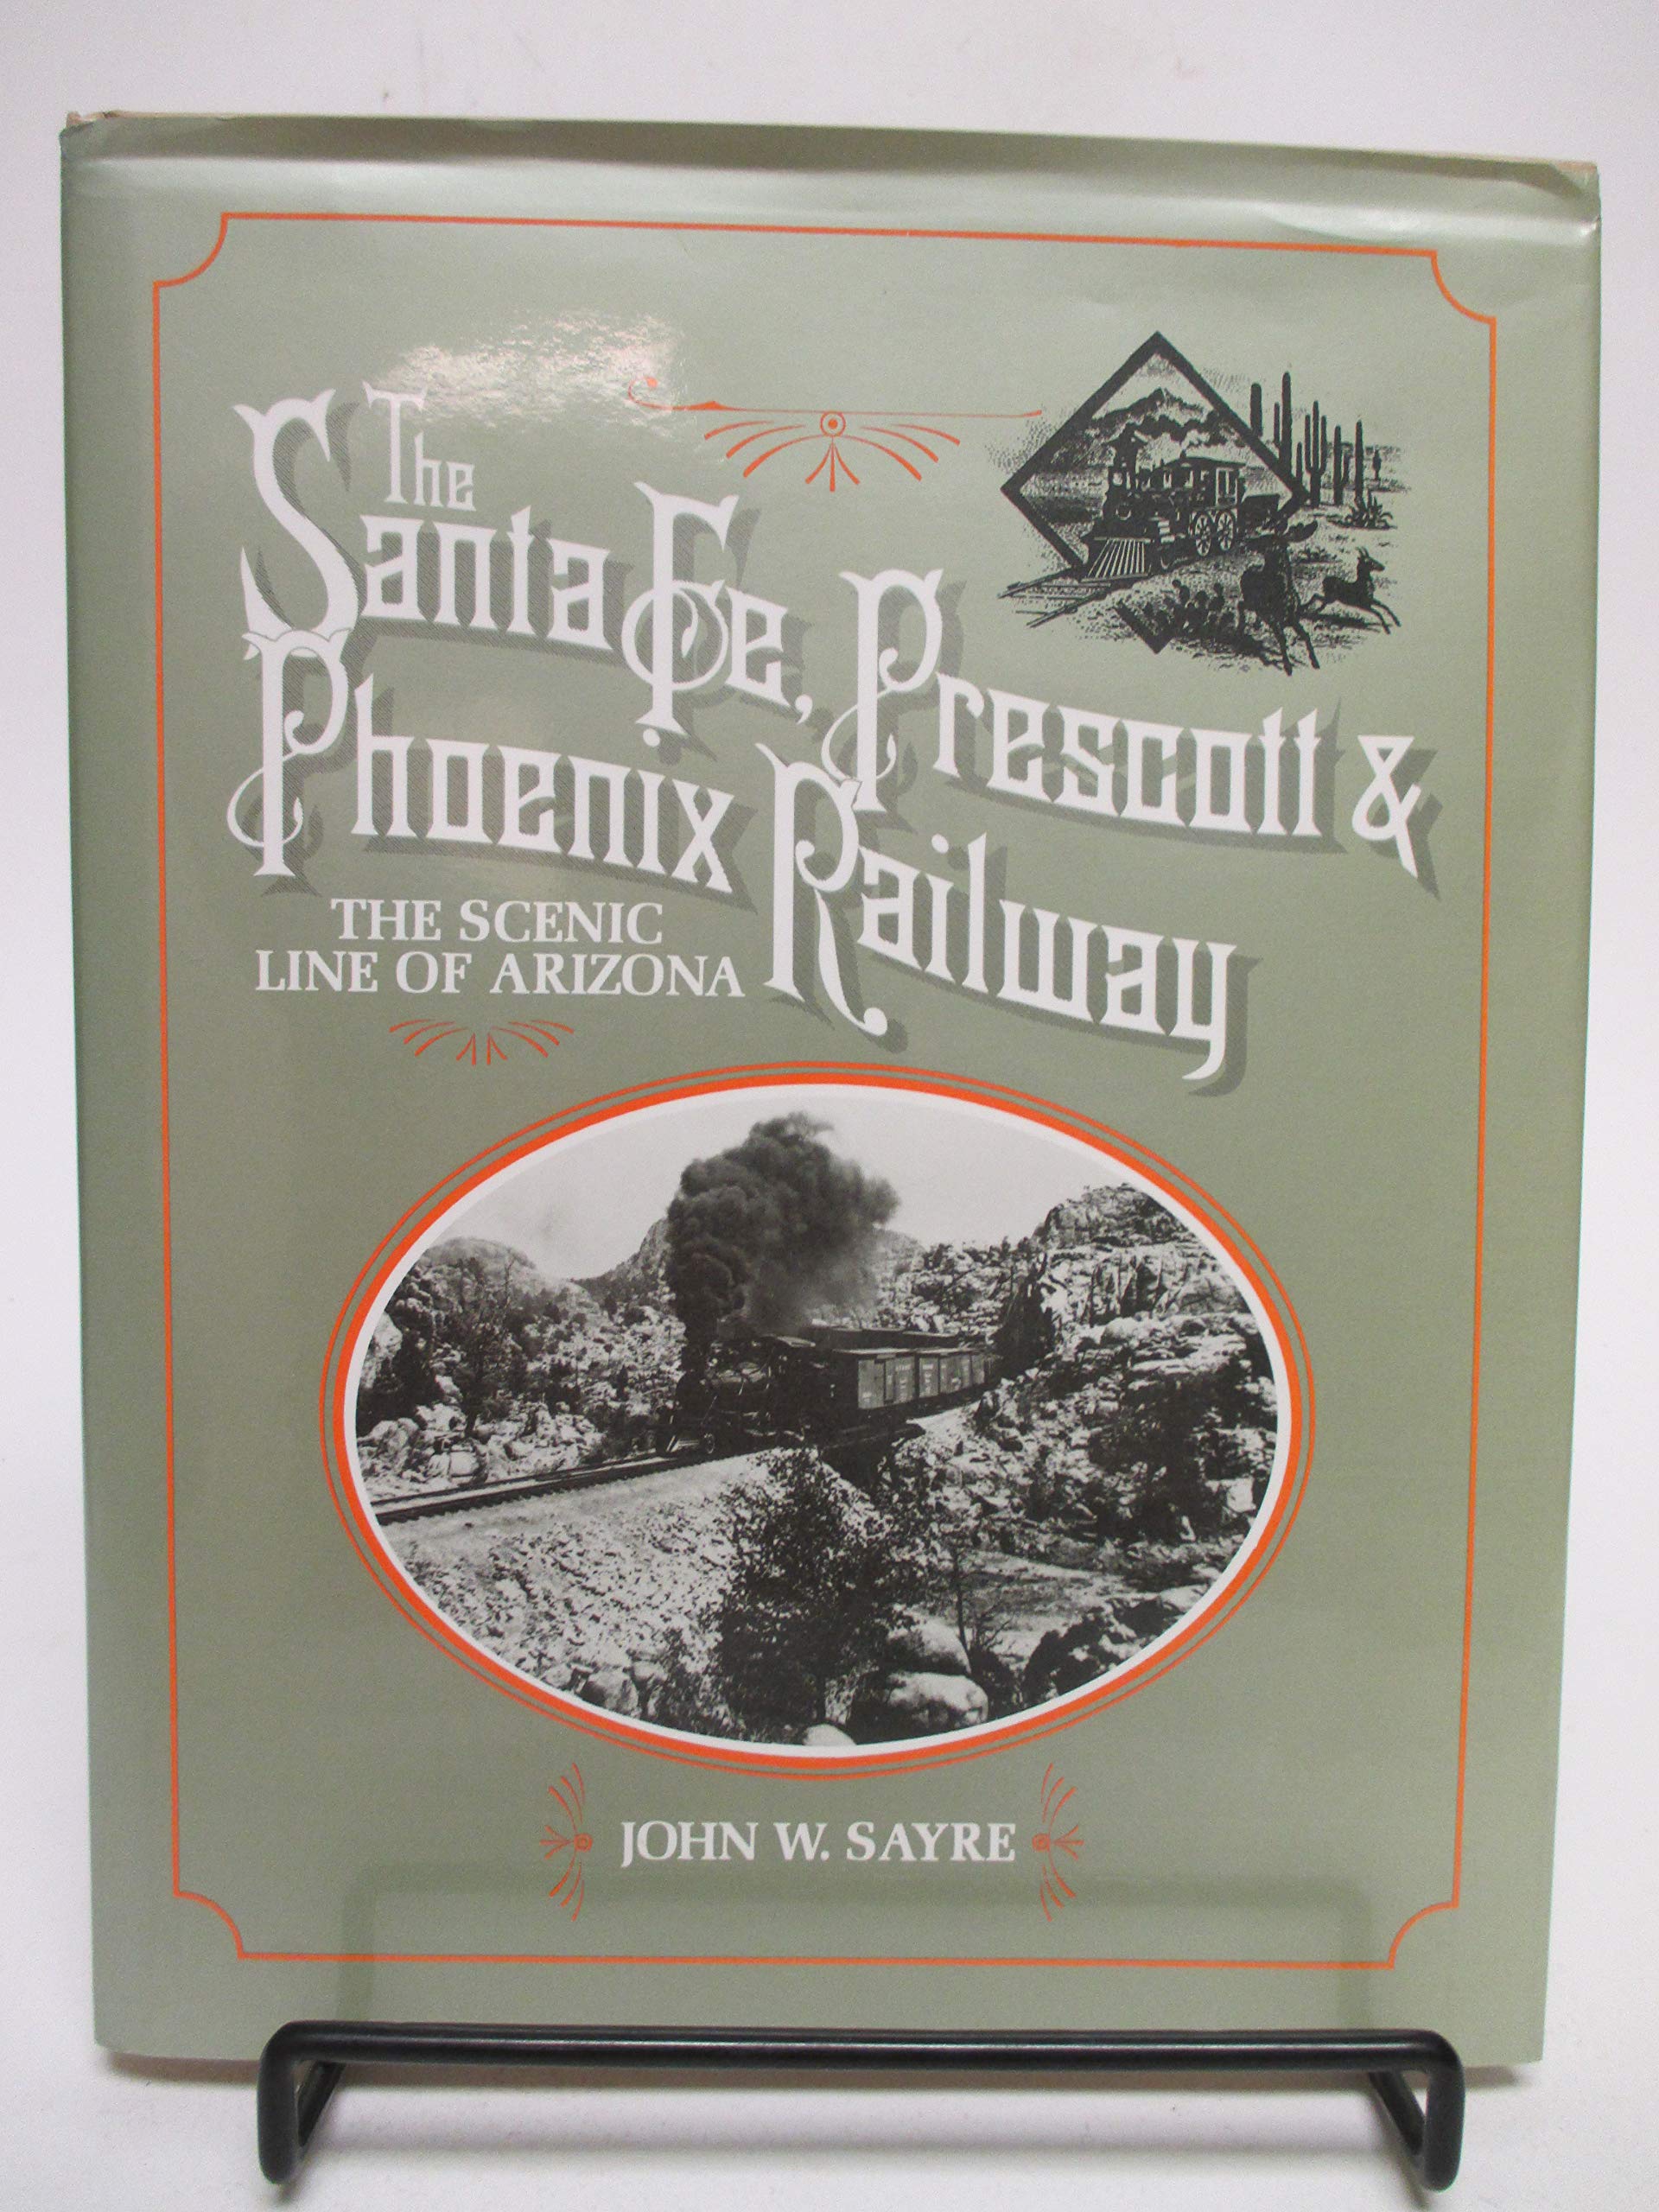 The
Santa Fe, Prescott &
Phoenix Railway
THE SCENIC
LINE OF ARIZONA
JOHN W. SAYRE